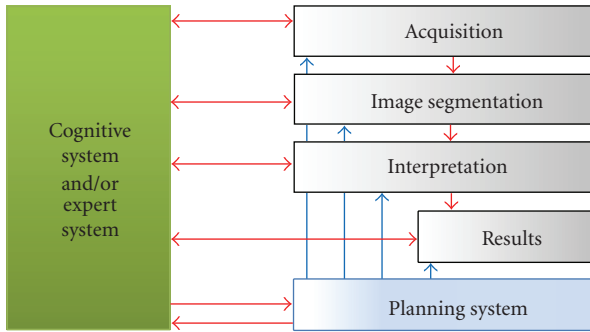 Cognitive
system
and/or
expert
system
Acquisition
Image segmentation
Interpretation
Results
Planning system